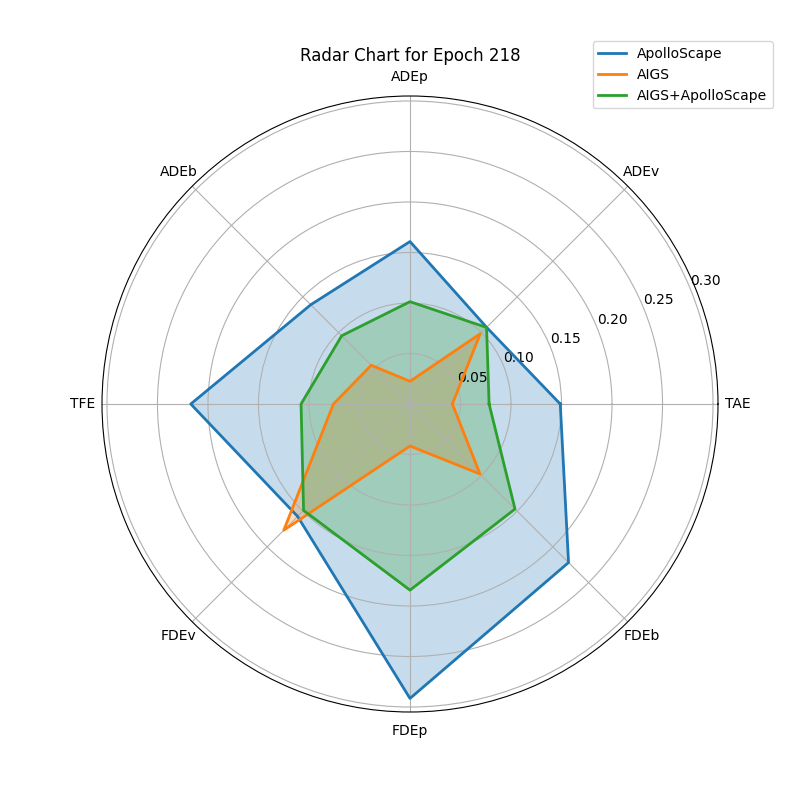 Radar Chart for Epoch 218
ApolloScape
AIGS
AIGS+ApolloScape
ADEp
ADEb
ADEv
0.30
0.25
0.20
0.15
0.10
0.05
TFE
TAE
FDEv
FDEb
FDEp